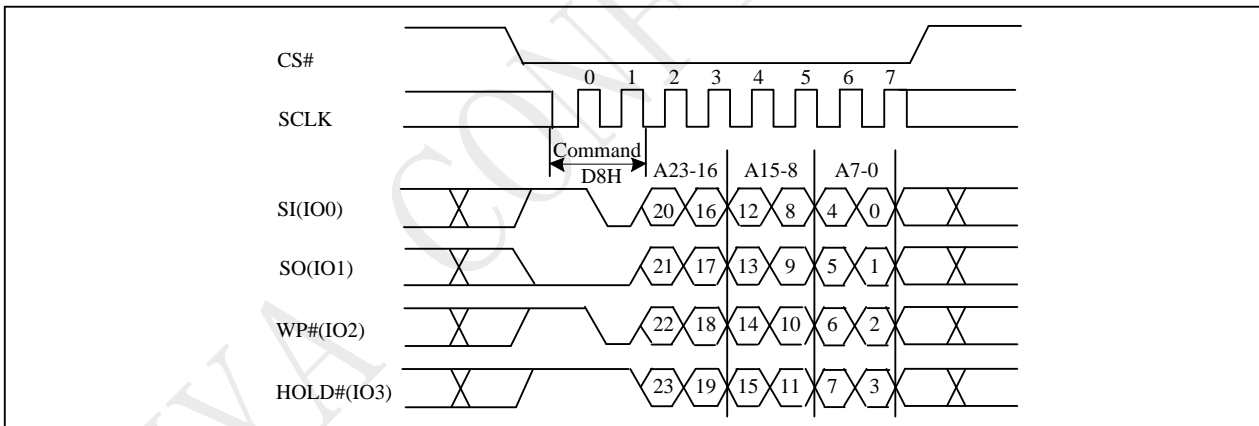 CS#
0 1 2 3 4 5 6 7
SCLK
Command
D8H
A23-16 A15-8 A7-0
SI(IO0) 20 16 12 8 4 0
SO(IO1) 21 17 13 9 5 1
WP#(IO2) 22 18 14 10 6 2
HOLD#(IO3) 23 19 15 11 7 3